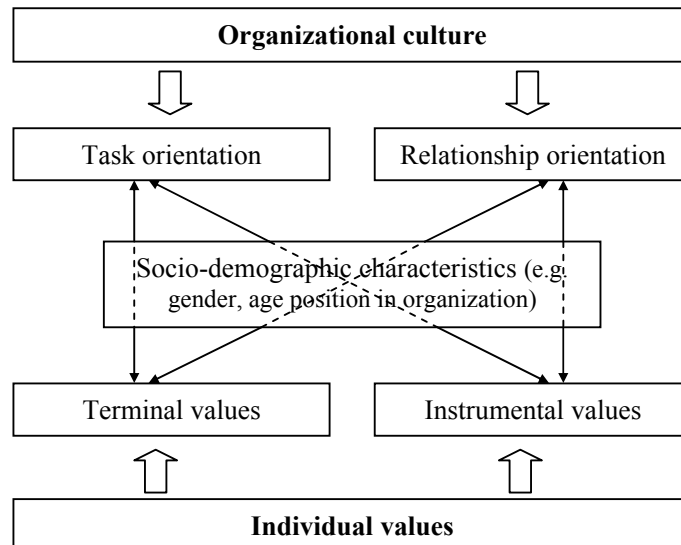 Organizational culture
Task orientation
Relationship orientation
Socio-demographic characteristics (e.g.
gender, age position in organization)
Terminal values
Instrumental values
Individual values